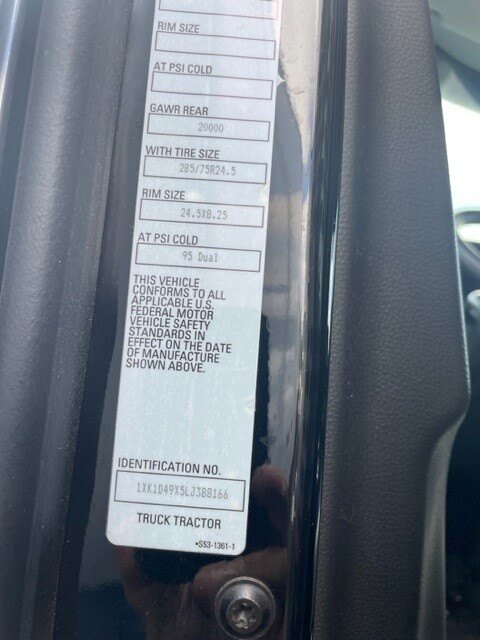 RIM SIZE
AT PSI COLD
GAWR REAR
20000
WITH TIRE SIZE
285/75R24.5
RIM SIZE
24.5X8.25
AT PSI COLD
95 Dual
THIS VEHICLE
CONFORMS TO ALL
APPLICABLE U.S.
FEDERAL MOTOR
VEHICLE SAFETY
STANDARDS IN
EFFECT ON THE DATE
OF MANUFACTURE
SHOWN ABOVE.
IDENTIFICATION NO.
1XK1D49X5LJ388166
TRUCK TRACTOR
*S53-1361-1